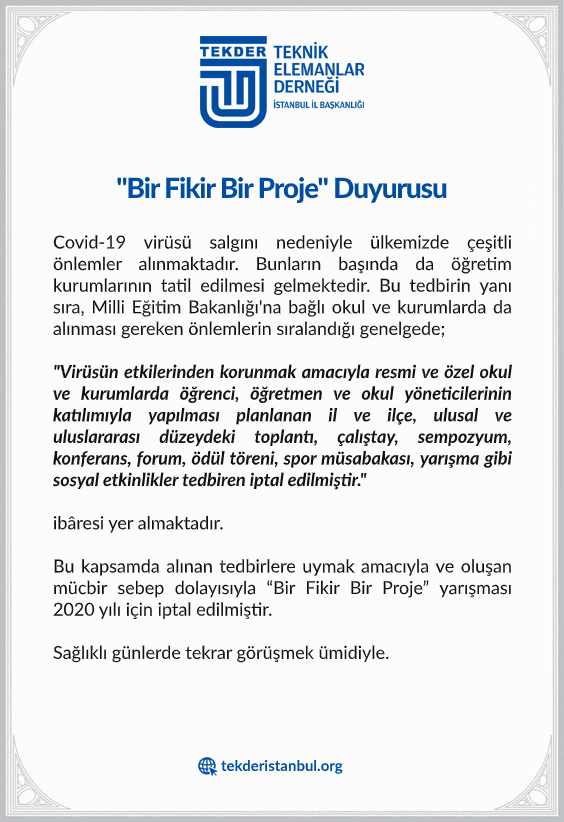 TEKDER
TEKNİK
ELEMANLAR
DERNEĞİ
İSTANBUL İL BAŞKANLIĞI
"Bir Fikir Bir Proje" Duyurusu
Covid-19 virüsü salgını nedeniyle ülkemizde çeşitli
önlemler alınmaktadır. Bunların başında da öğretim
kurumlarının tatil edilmesi gelmektedir. Bu tedbirin yanı
sıra, Milli Eğitim Bakanlığı'na bağlı okul ve kurumlarda da
alınması gereken önlemlerin sıralandığı genelgede;
"Virüsün etkilerinden korunmak amacıyla resmi ve özel okul
ve kurumlarda öğrenci, öğretmen ve okul yöneticilerinin
katılımıyla yapılması planlanan il ve ilçe, ulusal ve
uluslararası düzeydeki toplantı, çalıştay, sempozyum,
konferans, forum, ödül töreni, spor müsabakası, yarışma gibi
sosyal etkinlikler tedbiren iptal edilmiştir."
ibâresi yer almaktadır.
Bu kapsamda alınan tedbirlere uymak amacıyla ve oluşan
mücbir sebep dolayısıyla “Bir Fikir Bir Proje” yarışması
2020 yılı için iptal edilmiştir.
Sağlıklı günlerde tekrar görüşmek ümidiyle.
tekderistanbul.org